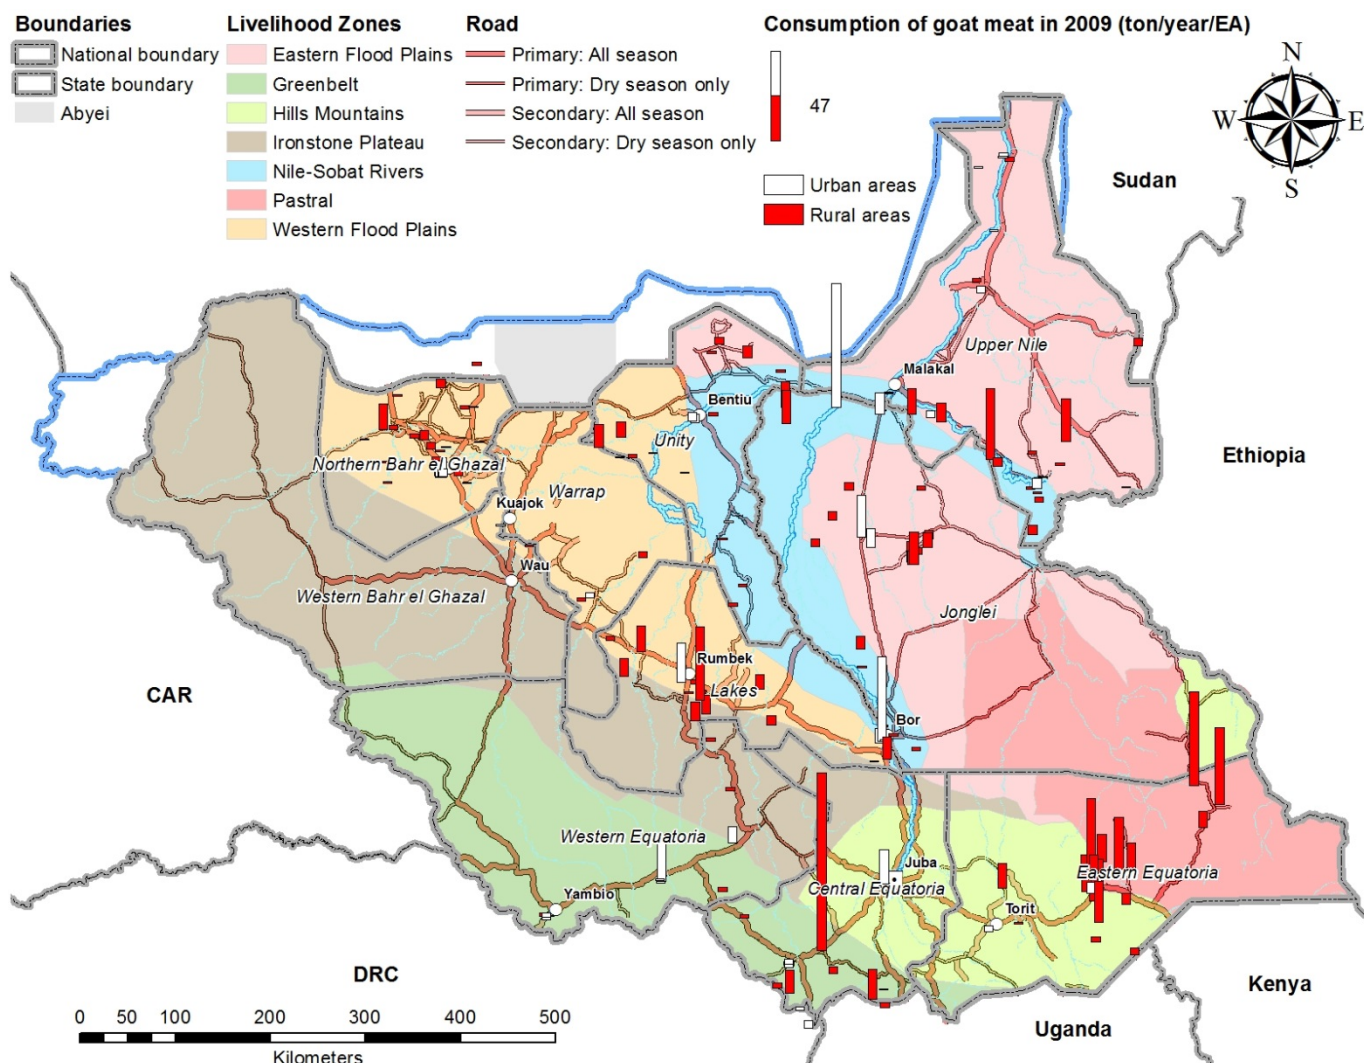 Boundaries
National boundary
State boundary
Abyei
Livelihood Zones
Eastern Flood Plains
Greenbelt
Hills Mountains
Ironstone Plateau
Nile-Sobat Rivers
Pastral
Western Flood Plains
Road
Primary: All season
Primary: Dry season only
Secondary: All season
Secondary: Dry season only
Consumption of goat meat in 2009 (ton/year/EA)
47
Urban areas
Rural areas
N
W
E
S
Sudan
Upper Nile
Malakal
Bentiu
Unity
Ethiopia
Northern Bahr el Ghazal
Warrap
Kuajok
Wau
Western Bahr el Ghazal
Jonglei
Rumbek
Lakes
CAR
Bor
Western Equatoria
Juba
Central Equatoria
Eastern Equatoria
Yambio
Torit
DRC
Kenya
Uganda
0 50 100 200 300 400 500
Kilometers